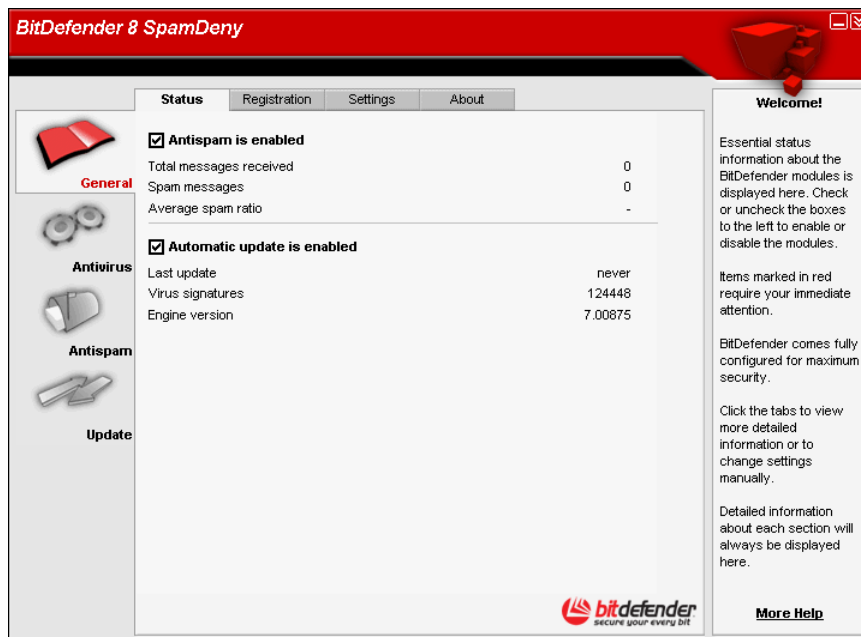 BitDefender 8 SpamDeny
Status
Registration
Settings
About
General
Antivirus
Antispam
Update
Antispam is enabled
Total messages received 0
Spam messages 0
Average spam ratio -
Automatic update is enabled
Last update never
Virus signatures 124448
Engine version 7.00875
Welcome!
Essential status
information about the
BitDefender modules is
displayed here. Check
or uncheck the boxes
to the left to enable or
disable the modules.
Items marked in red
require your immediate
attention.
BitDefender comes fully
configured for maximum
security.
Click the tabs to view
more detailed
information or to
change settings
manually.
Detailed information
about each section will
always be displayed
here.
More Help
bitdefender
secure your every bit